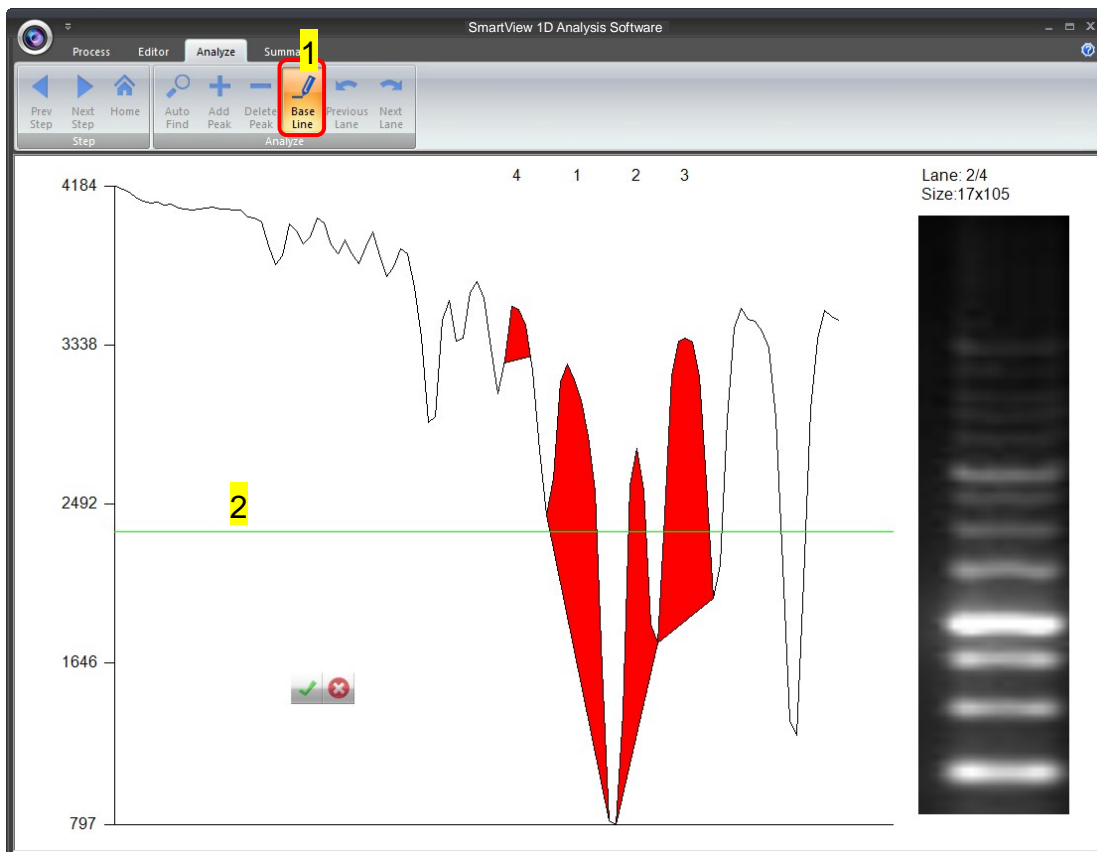 SmartView 1D Analysis Software
Process Editor Analyze Summa
1
Prev Step
Next Step
Home
Auto Find
Add Peak
Delete Peak
Base Line
Previous Lane
Next Lane
Step
Analyze
4 1 2 3
Lane: 2/4
Size:17x105
4184
3338
2492
2
1646
797